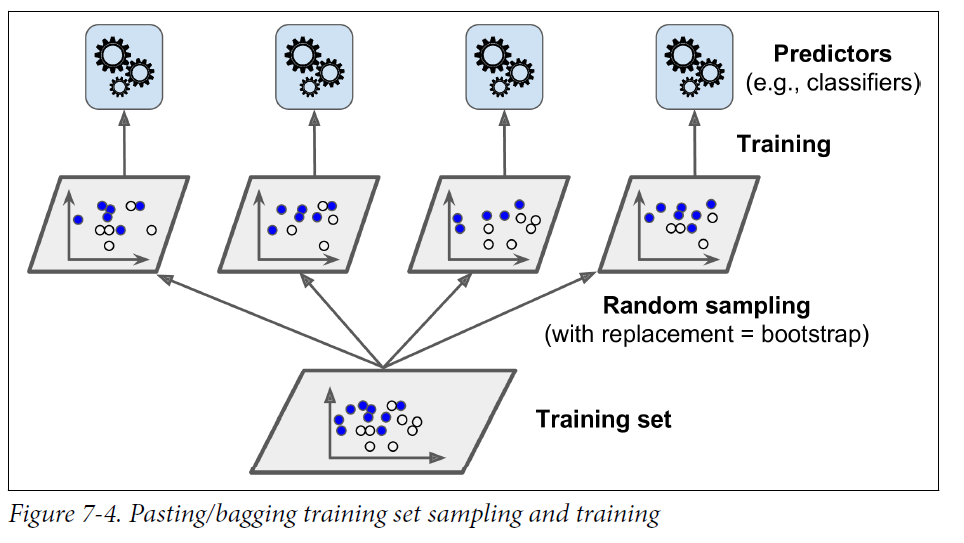 Predictors
(e.g., classifiers)
Training
Random sampling
(with replacement = bootstrap)
Training set
Figure 7-4. Pasting/bagging training set sampling and training